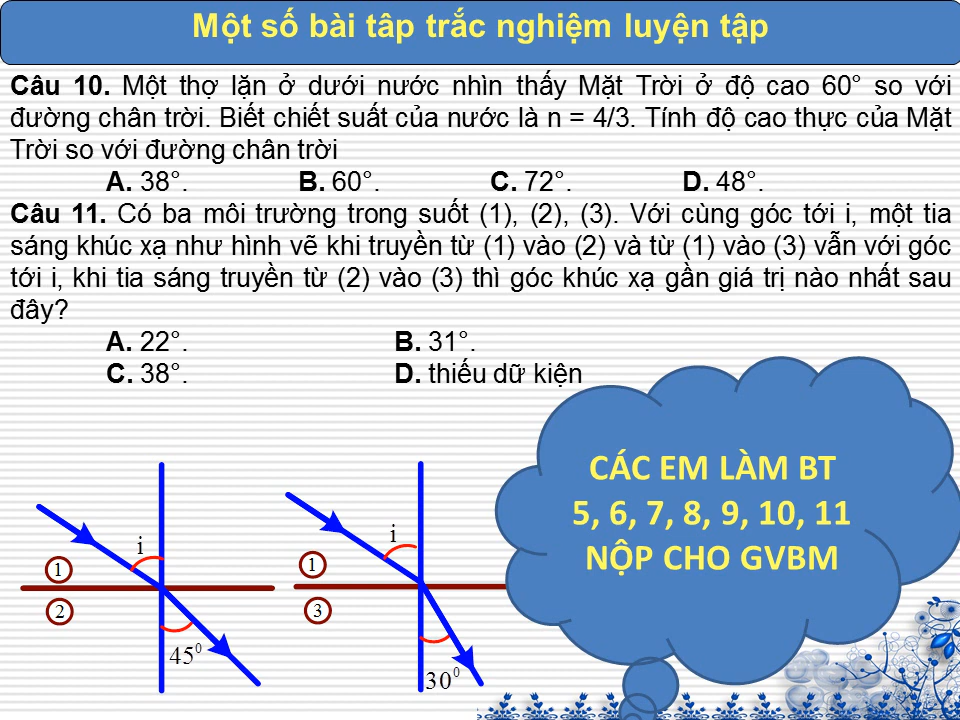 Một số bài tâp trắc nghiệm luyện tập
Câu 10. Một thợ lặn ở dưới nước nhìn thấy Mặt Trời ở độ cao 60° so với
đường chân trời. Biết chiết suất của nước là n = 4/3. Tính độ cao thực của Mặt
Trời so với đường chân trời
A. 38°. B. 60°. C. 72°. D. 48°.
Câu 11. Có ba môi trường trong suốt (1), (2), (3). Với cùng góc tới i, một tia
sáng khúc xạ như hình vẽ khi truyền từ (1) vào (2) và từ (1) vào (3) vẫn với góc
tới i, khi tia sáng truyền từ (2) vào (3) thì góc khúc xạ gần giá trị nào nhất sau
đây?
A. 22°. B. 31°.
C. 38°. D. thiếu dữ kiện
CÁC EM LÀM BT
5, 6, 7, 8, 9, 10, 11
NỘP CHO GVBM
i
1
2
45⁰
i
1
3
30⁰